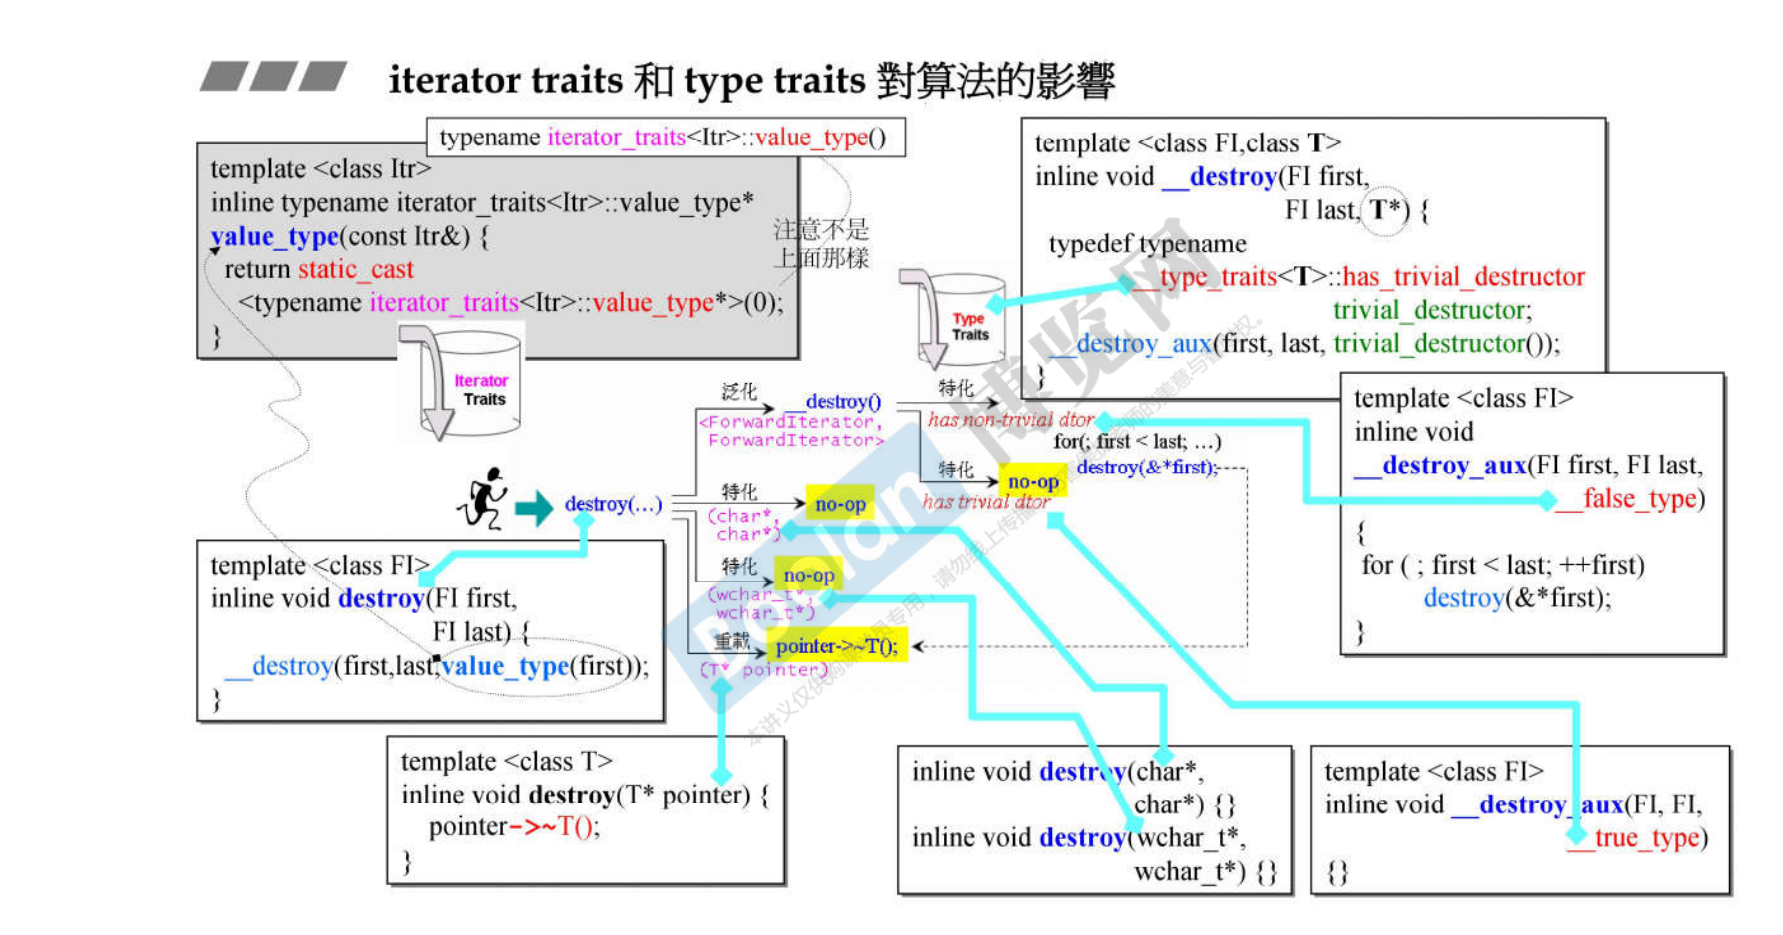 iterator traits 和 type traits 對算法的影響
typename iterator_traits<Itr>::value_type()
template <class Itr>
inline typename iterator_traits<Itr>::value_type*
value_type(const Itr&) {
return static_cast
<typename iterator_traits<Itr>::value_type*>(0);
}
注意不是
上面那樣
Iterator
Traits
Type
Traits
template <class FI,class T>
inline void __destroy(FI first,
FI last, T*) {
typedef typename
__type_traits<T>::has_trivial_destructor
trivial_destructor;
__destroy_aux(first, last, trivial_destructor());
}
template <class FI>
inline void
__destroy_aux(FI first, FI last,
__false_type)
{
for ( ; first < last; ++first)
destroy(&*first);
}
destroy(…)
泛化
__destroy()
<ForwardIterator,
ForwardIterator>
特化
has non-trivial dtor
for(; first < last; …)
destroy(&*first);
特化
no-op
has trivial dtor
特化
no-op
(char*,
char*)
特化
no-op
(wchar_t*,
wchar_t*)
重載
pointer->~T();
(T* pointer)
template <class FI>
inline void destroy(FI first,
FI last) {
__destroy(first,last,value_type(first));
}
template <class T>
inline void destroy(T* pointer) {
pointer->~T();
}
inline void destroy(char*,
char*) {}
inline void destroy(wchar_t*,
wchar_t*) {}
template <class FI>
inline void __destroy_aux(FI, FI,
__true_type)
{}
Boolan
博览网